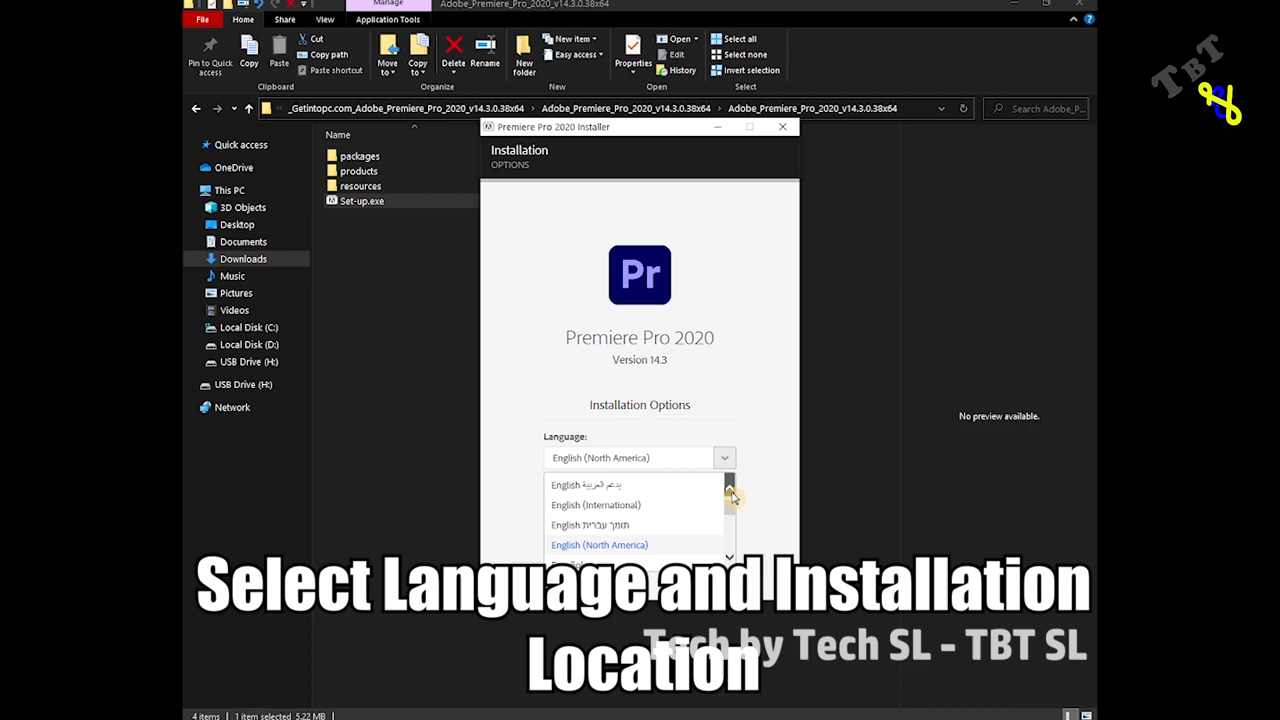 Manage
Adobe_Premiere_Pro_2020_v14.3.0.38x64
File
Home
Share
View
Application Tools
Pin to Quick access
Copy
Paste
Cut
Copy path
Paste shortcut
Move to
Copy to
Delete
Rename
New folder
New item
Easy access
Properties
Open
Edit
History
Select all
Select none
Invert selection
Clipboard
Organize
New
Open
Select
_Getintopc.com_Adobe_Premiere_Pro_2020_v14.3.0.38x64 > Adobe_Premiere_Pro_2020_v14.3.0.38x64 > Adobe_Premiere_Pro_2020_v14.3.0.38x64
Search Adobe_P...
Quick access
OneDrive
This PC
3D Objects
Desktop
Documents
Downloads
Music
Pictures
Videos
Local Disk (C:)
Local Disk (D:)
USB Drive (H:)
USB Drive (H:)
Network
Name
packages
products
resources
Set-up.exe
Premiere Pro 2020 Installer
Installation
OPTIONS
Pr
Premiere Pro 2020
Version 14.3
Installation Options
Language:
English (North America)
English يدعم العربية
English (International)
English תומך עברית
English (North America)
No preview available.
TBT
Select Language and Installation
Location
Tech by Tech SL - TBT SL
4 items
1 item selected 5.22 MB